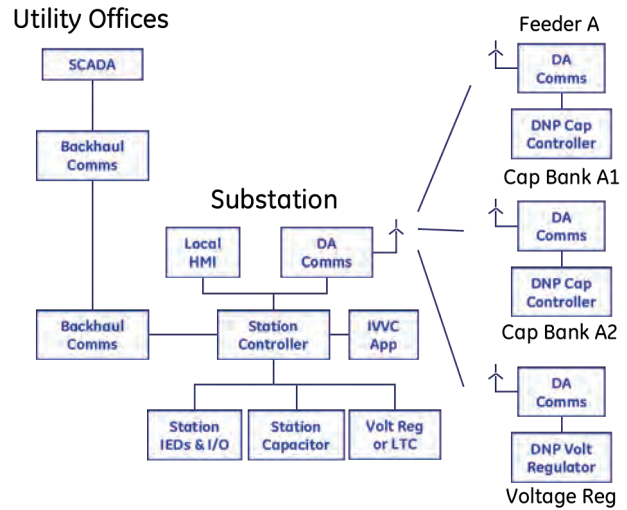 Utility Offices
SCADA
Backhaul
Comms
Substation
Local
HMI
DA
Comms
Backhaul
Comms
Station
Controller
IVVC
App
Station
IEDs & I/O
Station
Capacitor
Volt Reg
or LTC
Feeder A
DA
Comms
DNP Cap
Controller
Cap Bank A1
DA
Comms
DNP Cap
Controller
Cap Bank A2
DA
Comms
DNP Volt
Regulator
Voltage Reg